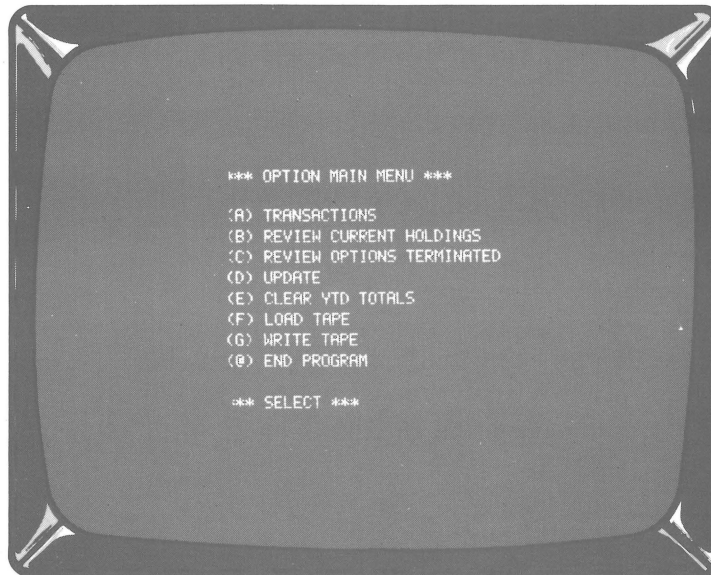 *** OPTION MAIN MENU ***
(A) TRANSACTIONS
(B) REVIEW CURRENT HOLDINGS
(C) REVIEW OPTIONS TERMINATED
(D) UPDATE
(E) CLEAR YTD TOTALS
(F) LOAD TAPE
(G) WRITE TAPE
(@) END PROGRAM
*** SELECT ***